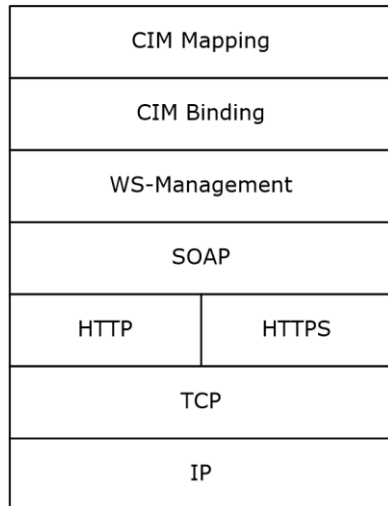 CIM Mapping
CIM Binding
WS-Management
SOAP
HTTP HTTPS
TCP
IP